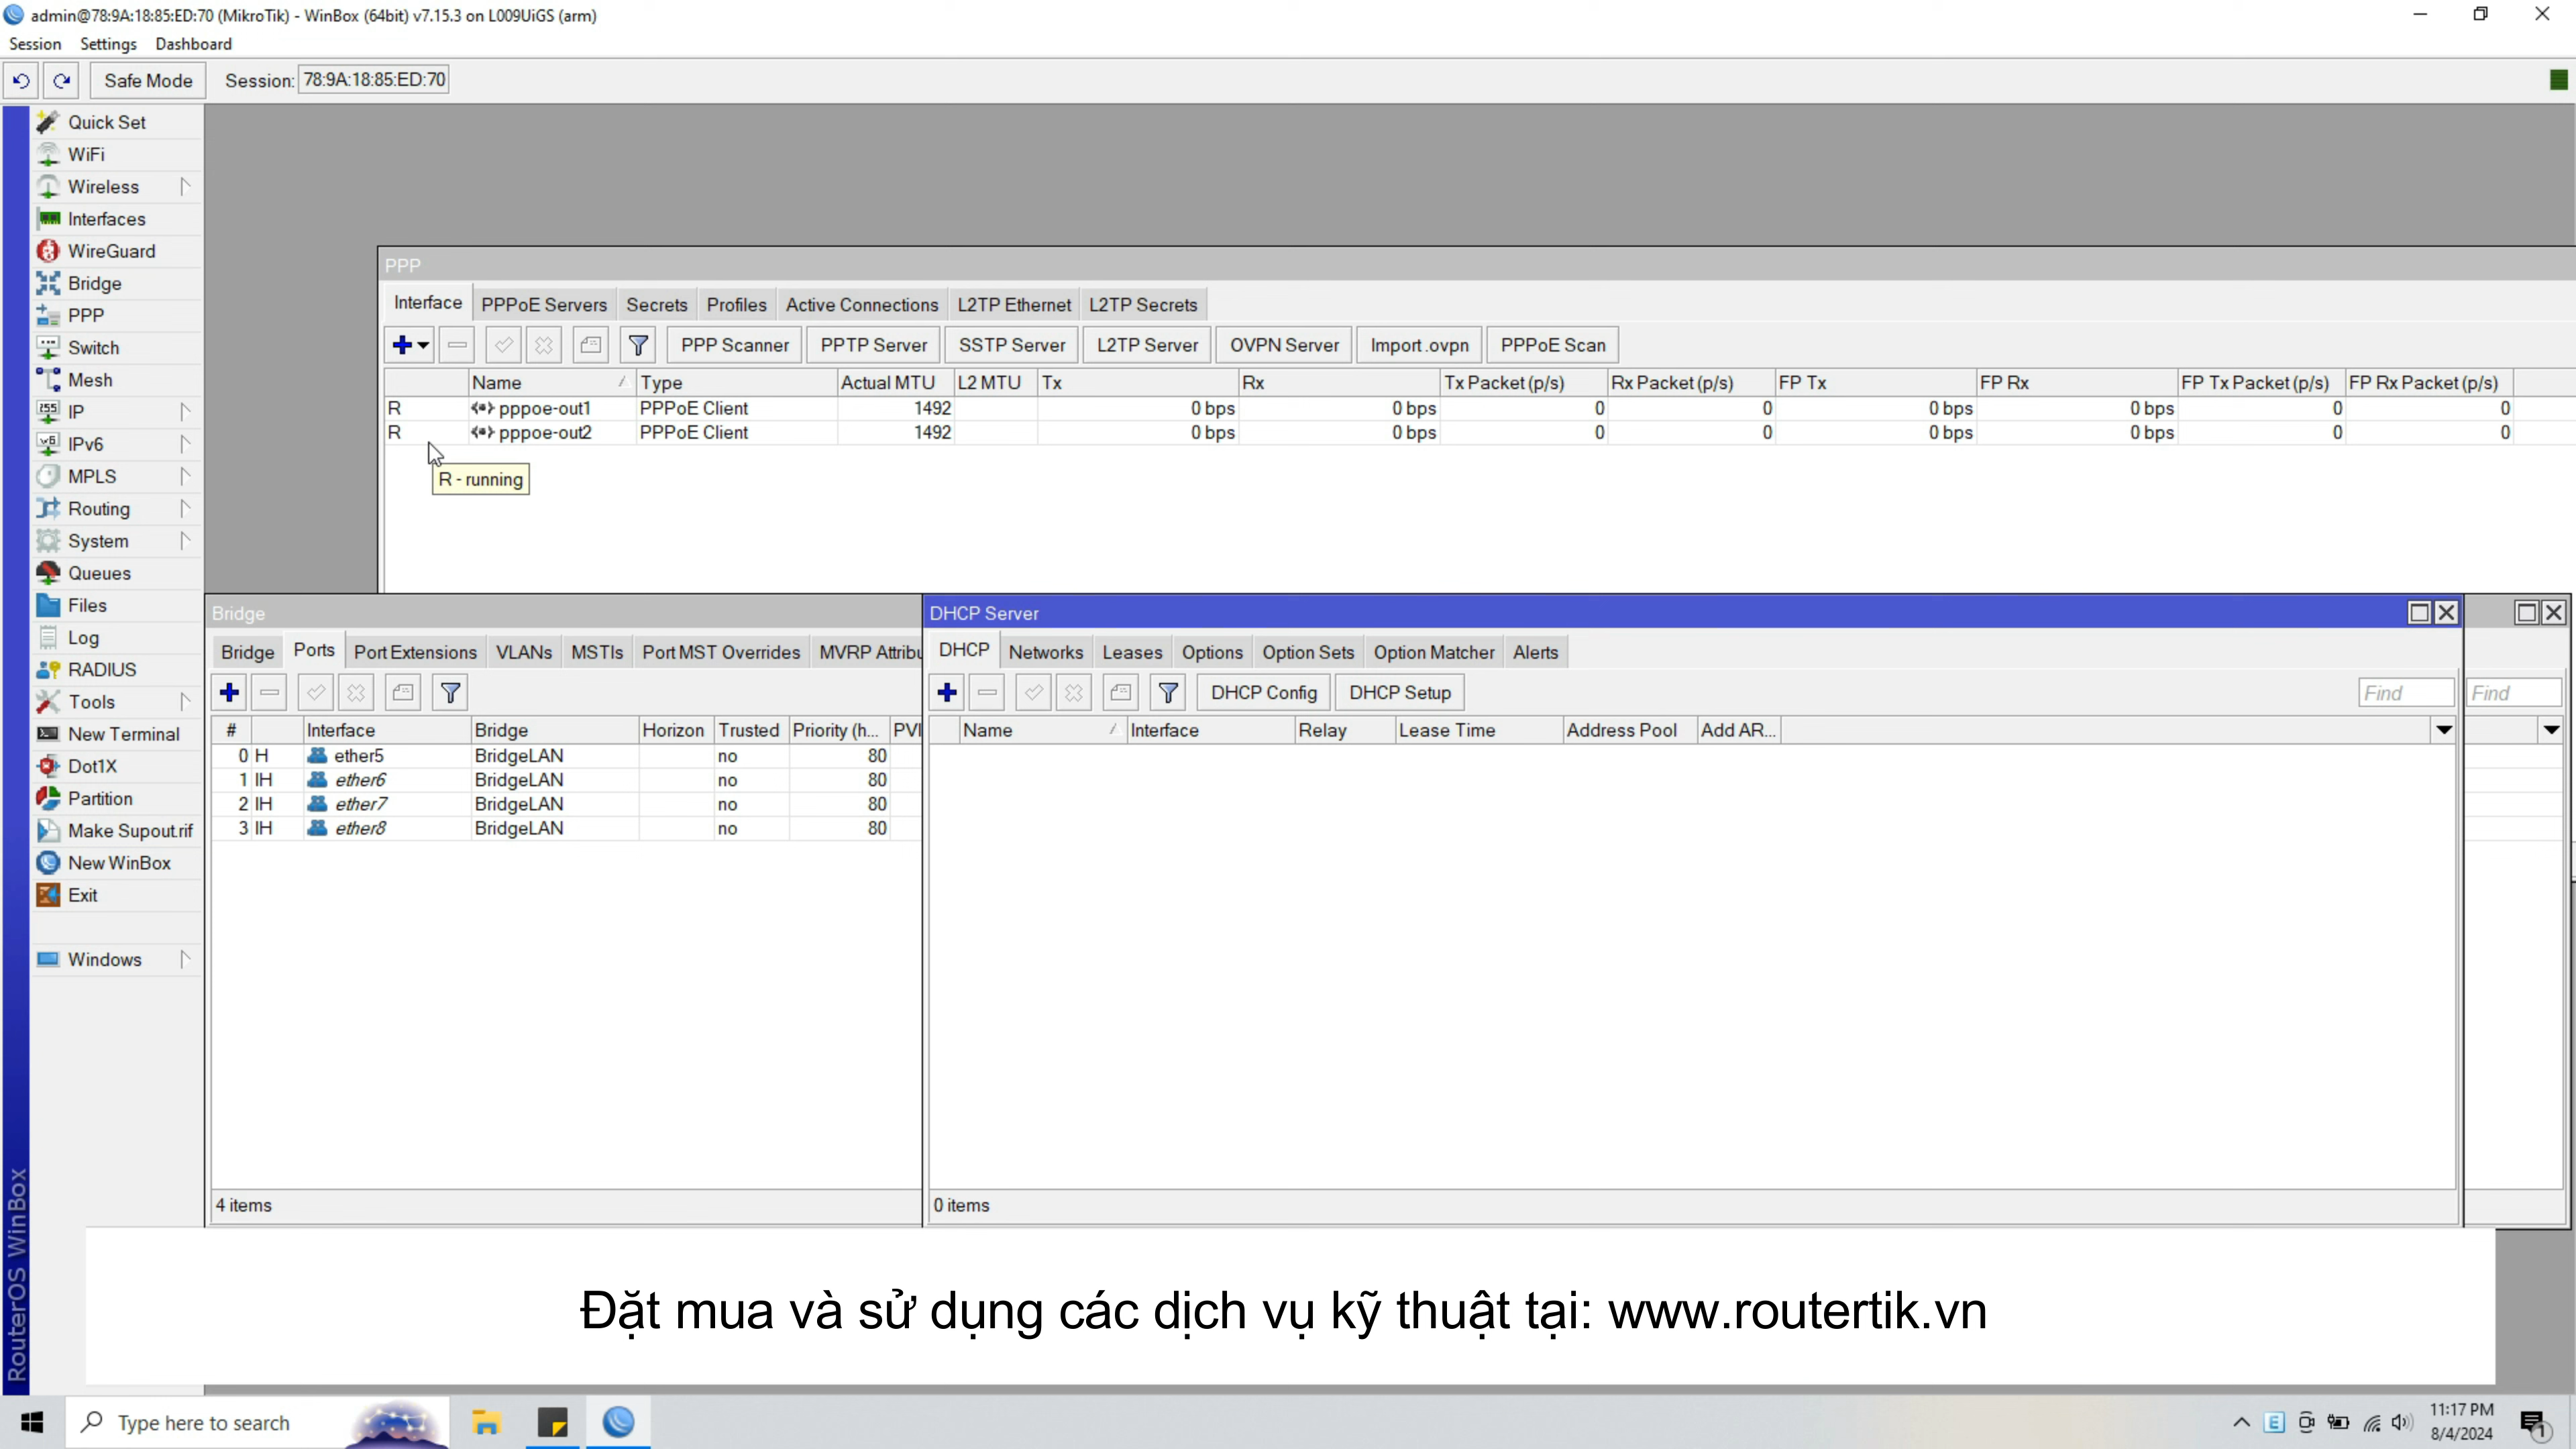 admin@78:9A:18:85:ED:70 (MikroTik) - WinBox (64bit) v7.15.3 on L009UiGS (arm)
Session Settings Dashboard
Safe Mode Session: 78:9A:18:85:ED:70
Quick Set
WiFi
Wireless
Interfaces
WireGuard
Bridge
PPP
Switch
Mesh
IP
IPv6
MPLS
Routing
System
Queues
Files
Log
RADIUS
Tools
New Terminal
Dot1X
Partition
Make Supout.rif
New WinBox
Exit
Windows
RouterOS WinBox
PPP
Interface PPPoE Servers Secrets Profiles Active Connections L2TP Ethernet L2TP Secrets
PPP Scanner PPTP Server SSTP Server L2TP Server OVPN Server Import .ovpn PPPoE Scan
Name Type Actual MTU L2 MTU Tx Rx Tx Packet (p/s) Rx Packet (p/s) FP Tx FP Rx FP Tx Packet (p/s) FP Rx Packet (p/s)
R pppoe-out1 PPPoE Client 1492 0 bps 0 bps 0 0 0 bps 0 bps 0 0
R pppoe-out2 PPPoE Client 1492 0 bps 0 bps 0 0 0 bps 0 bps 0 0
R - running
Bridge
Bridge Ports Port Extensions VLANs MSTIs Port MST Overrides MVRP Attribu
# Interface Bridge Horizon Trusted Priority (h... PVI
0 H ether5 BridgeLAN no 80
1 IH ether6 BridgeLAN no 80
2 IH ether7 BridgeLAN no 80
3 IH ether8 BridgeLAN no 80
4 items
DHCP Server
DHCP Networks Leases Options Option Sets Option Matcher Alerts
DHCP Config DHCP Setup Find
Find
Name Interface Relay Lease Time Address Pool Add AR...
0 items
Đặt mua và sử dụng các dịch vụ kỹ thuật tại: www.routertik.vn
Type here to search
11:17 PM
8/4/2024
1